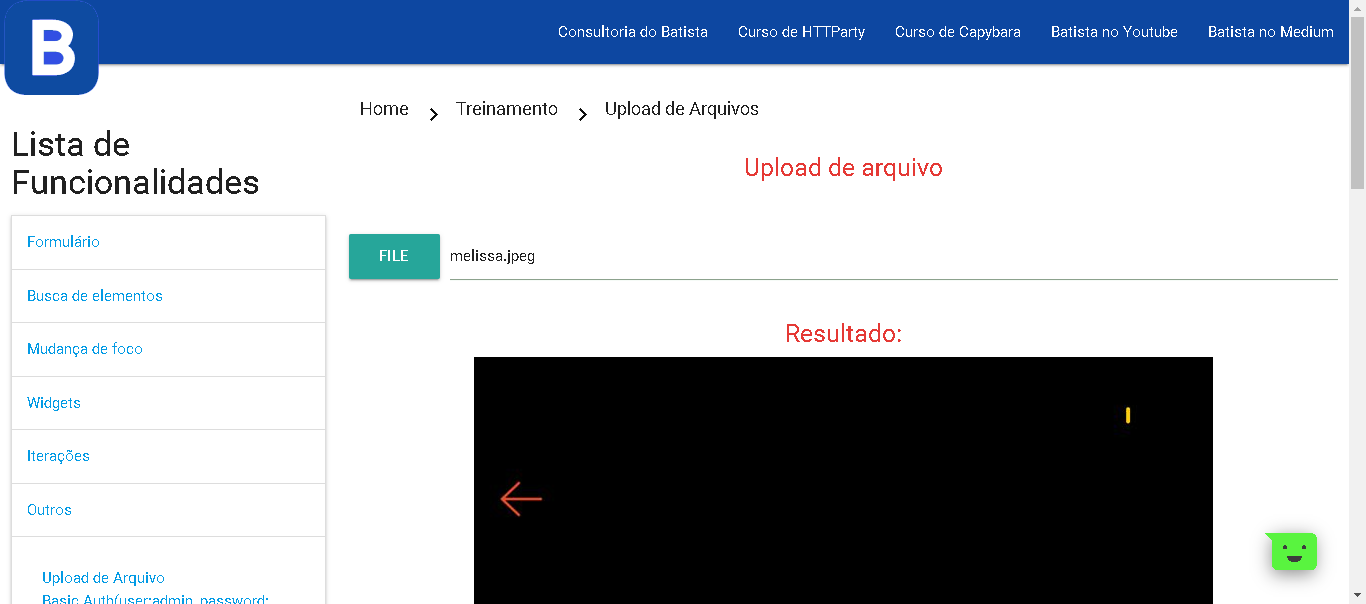 B
Consultoria do Batista
Curso de HTTParty
Curso de Capybara
Batista no Youtube
Batista no Medium
Home
Treinamento
Upload de Arquivos
Lista de
Funcionalidades
Formulário
Busca de elementos
Mudança de foco
Widgets
Iterações
Outros
Upload de Arquivo
Basic Auth(user:admin, password:
Upload de arquivo
FILE
melissa.jpeg
Resultado: